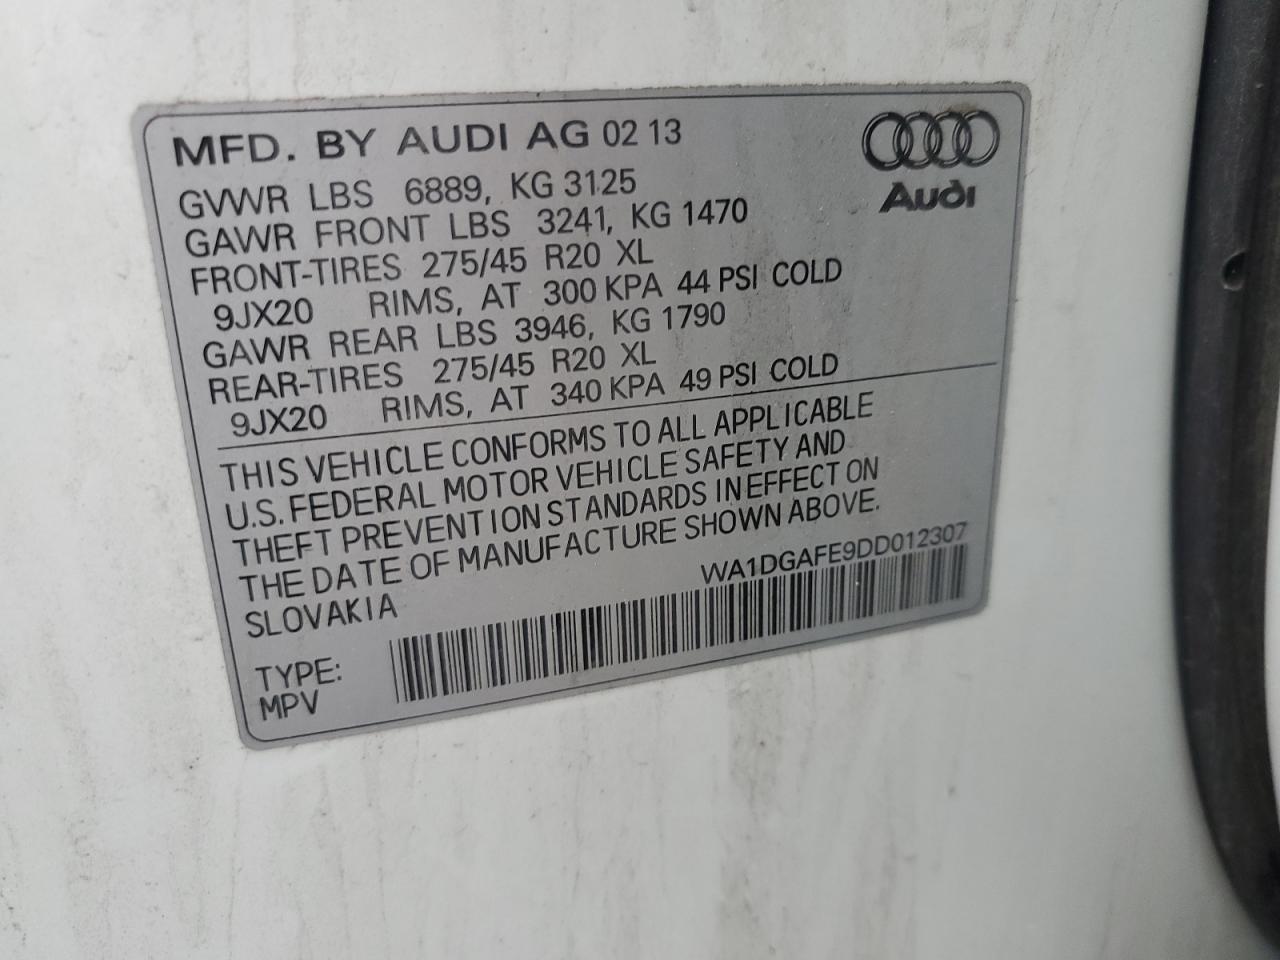 MFD. BY AUDI AG 02 13
Audi
GVWR LBS 6889, KG 3125
GAWR FRONT LBS 3241, KG 1470
FRONT-TIRES 275/45 R20 XL
9JX20 RIMS, AT 300 KPA 44 PSI COLD
GAWR REAR LBS 3946, KG 1790
REAR-TIRES 275/45 R20 XL
9JX20 RIMS, AT 340 KPA 49 PSI COLD
THIS VEHICLE CONFORMS TO ALL APPLICABLE
U.S. FEDERAL MOTOR VEHICLE SAFETY AND
THEFT PREVENTION STANDARDS IN EFFECT ON
THE DATE OF MANUFACTURE SHOWN ABOVE.
SLOVAKIA
WA1DGAFE9DD012307
TYPE:
MPV